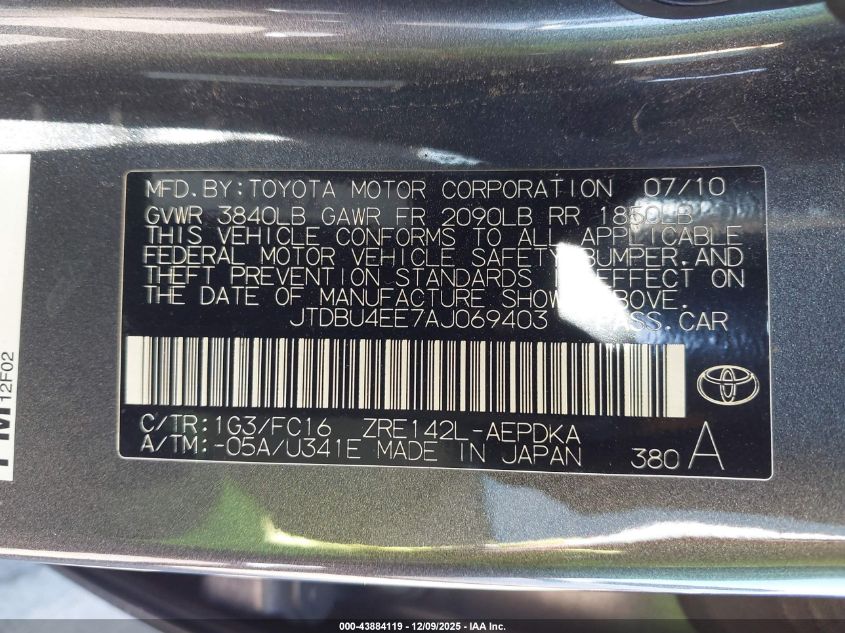 MFD.BY:TOYOTA MOTOR CORPORATION 07/10
GVWR 3840LB GAWR FR 2090LB RR 1850LB
THIS VEHICLE CONFORMS TO ALL APPLICABLE
FEDERAL MOTOR VEHICLE SAFETY, BUMPER,AND
THEFT PREVENTION STANDARDS EFFECT ON
THE DATE OF MANUFACTURE SHOWN ABOVE.
JTDBU4EE7AJ069403 PASS.CAR
C/TR:1G3/FC16 ZRE142L-AEPDKA
A/TM:-05A/U341E MADE IN JAPAN 380 A
12F02
000-43884119 / 12/09/2025 - IAA Inc.